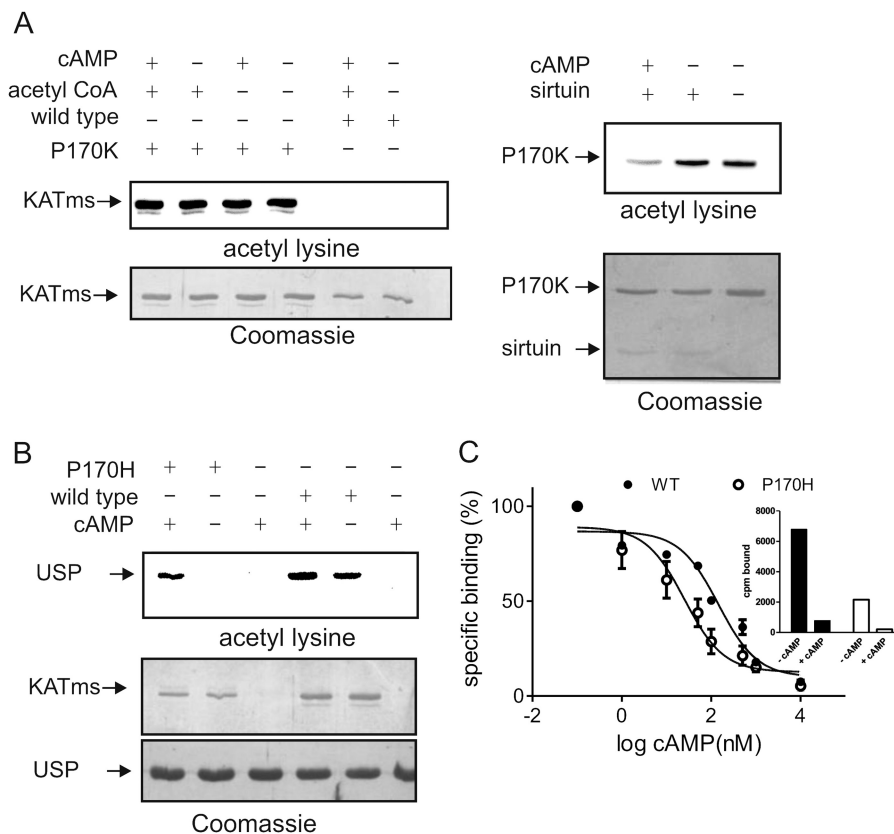 A
cAMP + − + − + −
acetyl CoA + + − − + −
wild type − − − − + +
P170K + + + + − −
KATms
acetyl lysine
KATms
Coomassie
cAMP + − −
sirtuin + + −
P170K
acetyl lysine
P170K
sirtuin
Coomassie
B
P170H + + − − − −
wild type − − − + + −
cAMP + − + + − +
USP
acetyl lysine
KATms
USP
Coomassie
C
WT P170H
specific binding (%)
100
50
0
-2 0 2 4
log cAMP(nM)
cpm bound
8000
6000
4000
2000
0
- cAMP + cAMP - cAMP + cAMP